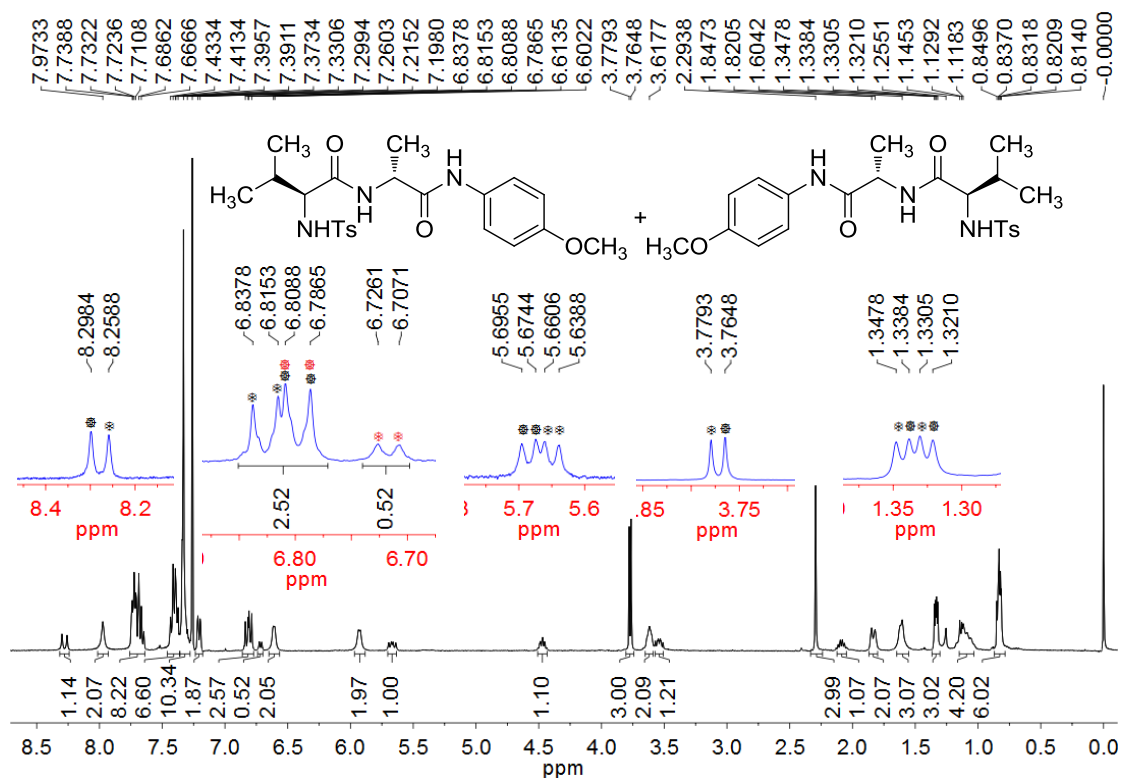 7.9733 7.7388 7.7322 7.7236 7.7108 7.6862 7.6666 7.4334 7.4134 7.3957 7.3911 7.3734 7.3306 7.2994 7.2603 7.2152 7.1980 6.8378 6.8153 6.8088 6.7865 6.6135 6.6022 3.7793 3.7648 3.6177 2.2938 1.8473 1.8205 1.6042 1.3478 1.3384 1.3305 1.3210 1.2551 1.1453 1.1292 1.1183 0.8496 0.8370 0.8318 0.8209 0.8140 -0.0000
CH3 O CH3 H N O CH3 O CH3
H3C N H O NHTs OCH3
+
H N O N H O CH3 NHTs H3CO
8.2984 8.2588
6.8378 6.8153 6.8088 6.7865 6.7261 6.7071
5.6955 5.6744 5.6606 5.6388
3.7793 3.7648
1.3478 1.3384 1.3305 1.3210
8.4 8.2
ppm
2.52 0.52
6.80 6.70
ppm
5.7 5.6
ppm
.85 3.75
ppm
1.35 1.30
ppm
1.14 2.07 8.22 6.60 10.34 1.87 2.57 0.52 2.05 1.97 1.00 1.10 3.00 2.09 1.21 2.99 1.07 2.07 3.07 3.02 4.20 6.02
8.5 8.0 7.5 7.0 6.5 6.0 5.5 5.0 4.5 4.0 3.5 3.0 2.5 2.0 1.5 1.0 0.5 0.0
ppm